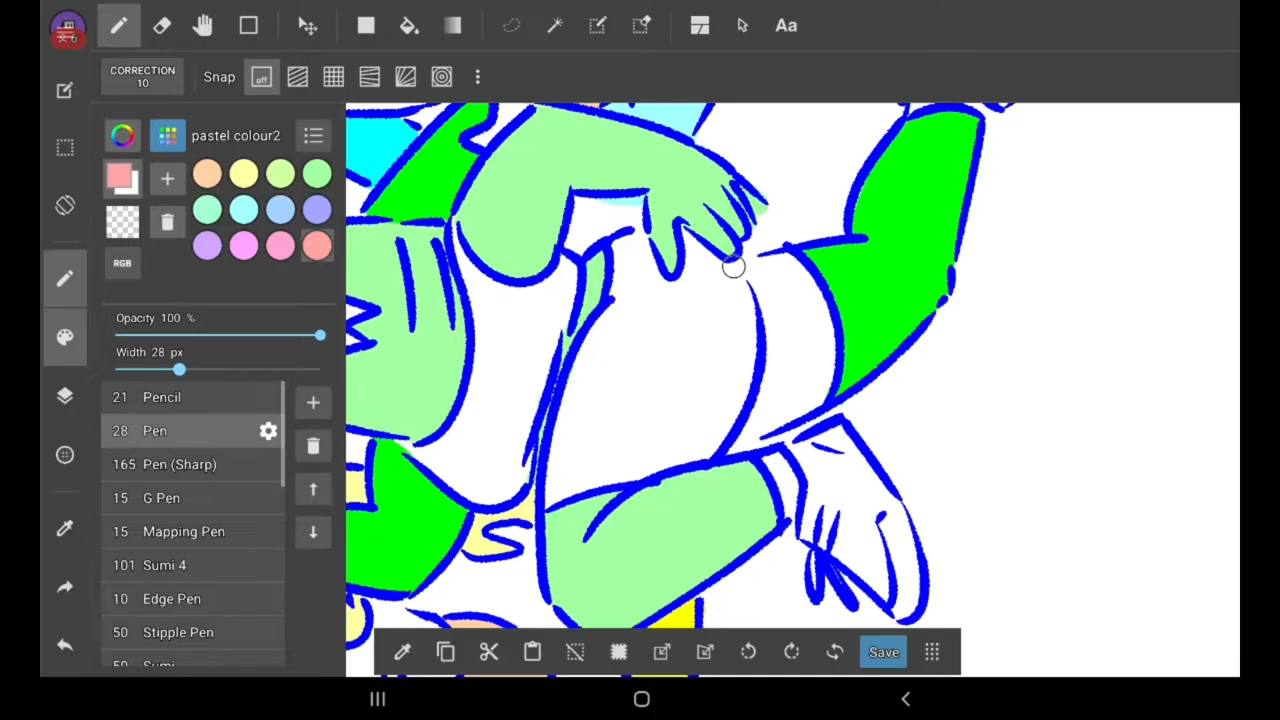 Aa
CORRECTION
10
Snap
off
pastel colour2
RGB
Opacity 100 %
Width 28 px
21 Pencil
28 Pen
165 Pen (Sharp)
15 G Pen
15 Mapping Pen
101 Sumi 4
10 Edge Pen
50 Stipple Pen
50 Sumi
Save